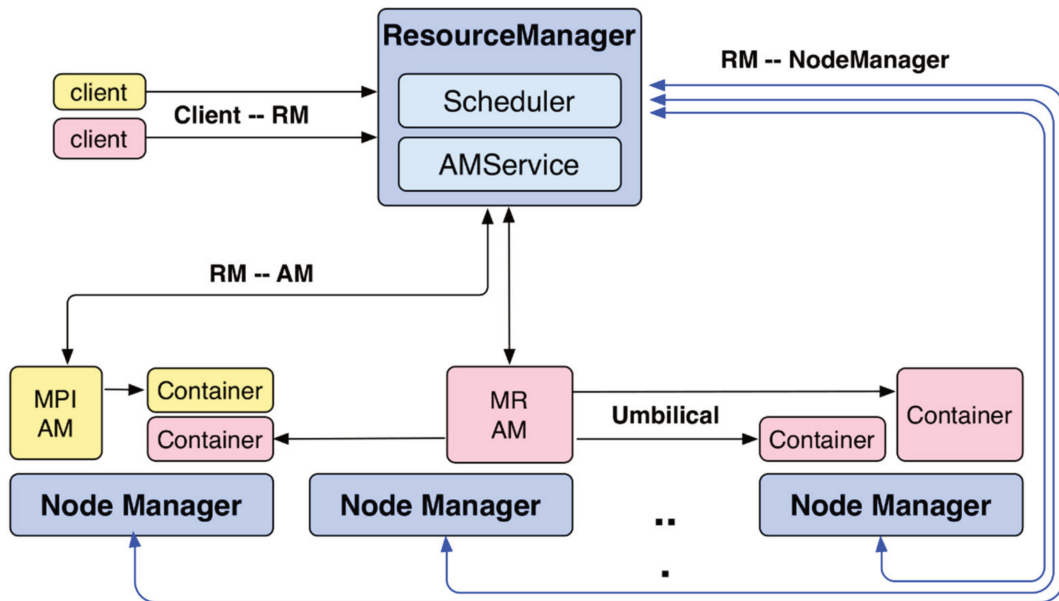 ResourceManager
RM -- NodeManager
client
Scheduler
Client -- RM
client
AMService
RM -- AM
MPI
AM
Container
Container
MR
AM
Umbilical
Container
Container
Node Manager
Node Manager
..
.
Node Manager